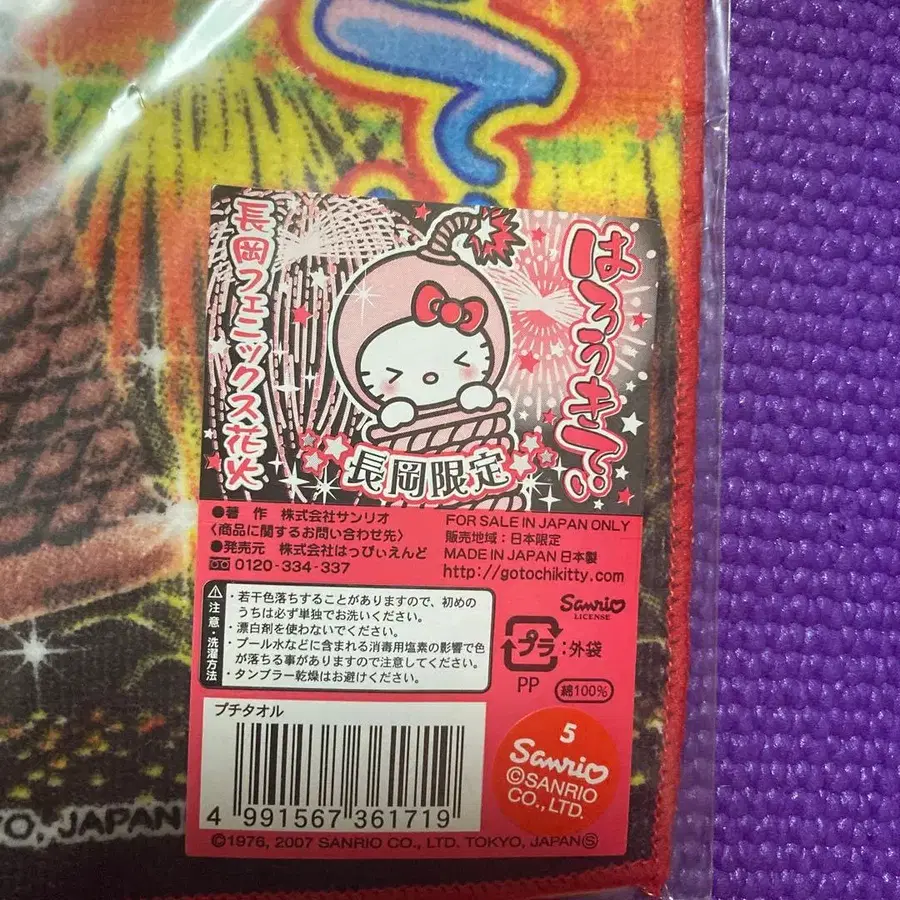 長岡フェニックス花火
はろうきてぃ
長岡限定
●著 作 株式会社サンリオ
〈商品に関するお問い合わせ先〉
●発売元 株式会社はっぴぃえんど
0120-334-337
FOR SALE IN JAPAN ONLY
販売地域:日本限定
MADE IN JAPAN 日本製
http://gotochikitty.com
注意・洗濯方法
・若干色落ちすることがありますので、初めの
うちは必ず単独でお洗いください。
・漂白剤を使わないでください。
・プール水などに含まれる消毒用塩素の影響で色
が落ちる事がありますので注意してください。
・タンブラー乾燥はお避けください。
Sanrio
LICENSE
プラ:外袋
PP
綿100%
プチタオル
4 991567 361719
5
Sanrio
©SANRIO
CO., LTD.
©1976, 2007 SANRIO CO., LTD. TOKYO, JAPAN Ⓢ
YO, JAPAN